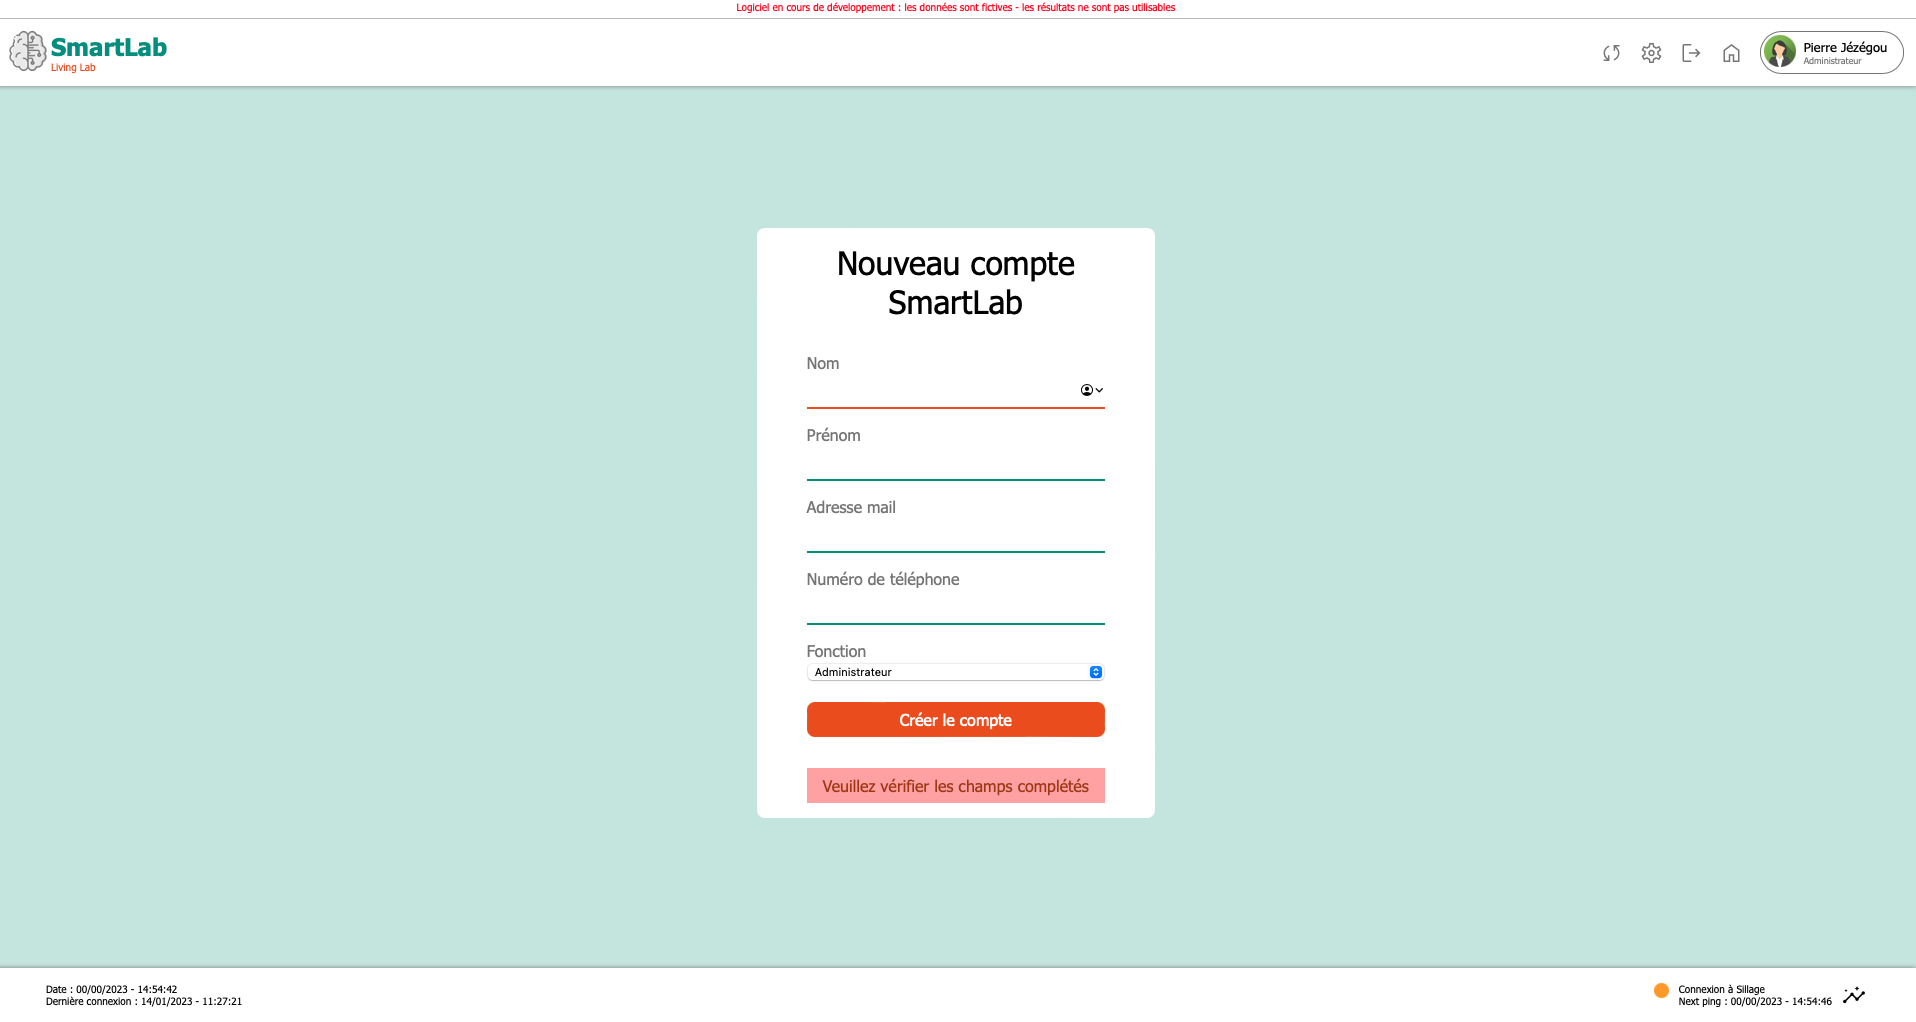 Logiciel en cours de développement : les données sont fictives - les résultats ne sont pas utilisables
SmartLab
Living Lab
Pierre Jézégou
Administrateur
Nouveau compte
SmartLab
Nom
Prénom
Adresse mail
Numéro de téléphone
Fonction
Administrateur
Créer le compte
Veuillez vérifier les champs complétés
Date : 00/00/2023 - 14:54:42
Dernière connexion : 14/01/2023 - 11:27:21
Connexion à Sillage
Next ping : 00/00/2023 - 14:54:46